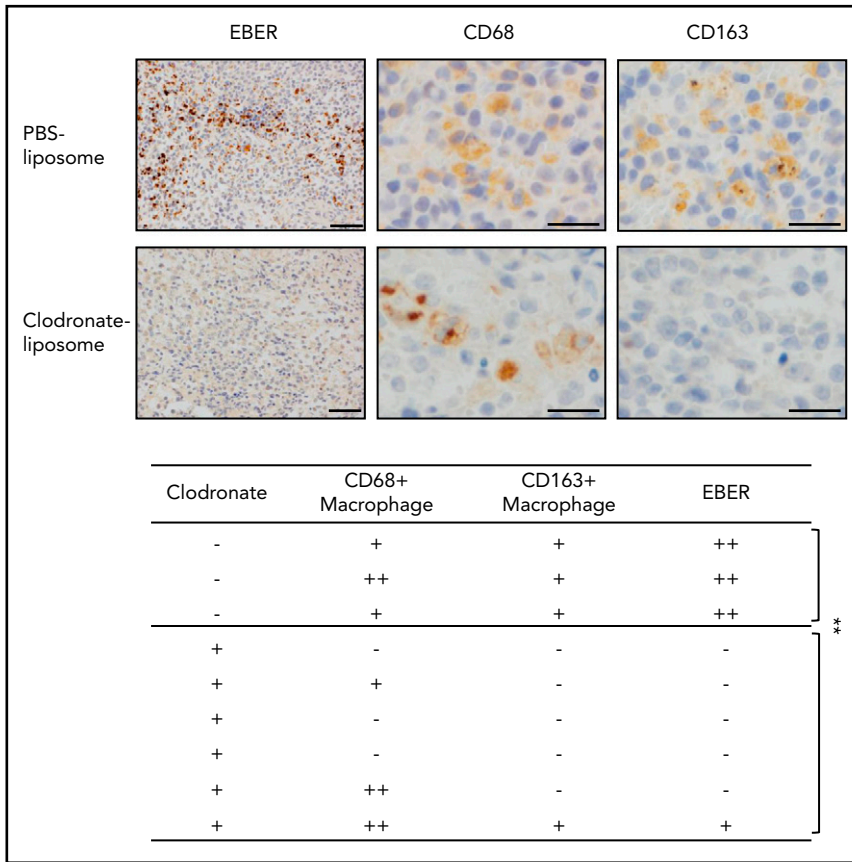 EBER CD68 CD163
PBS-
liposome
Clodronate-
liposome
Clodronate CD68+
Macrophage CD163+
Macrophage EBER
- + + ++
- ++ + ++
- + + ++
+ - - -
+ + - -
+ - - -
+ - - -
+ ++ - -
+ ++ + +
**